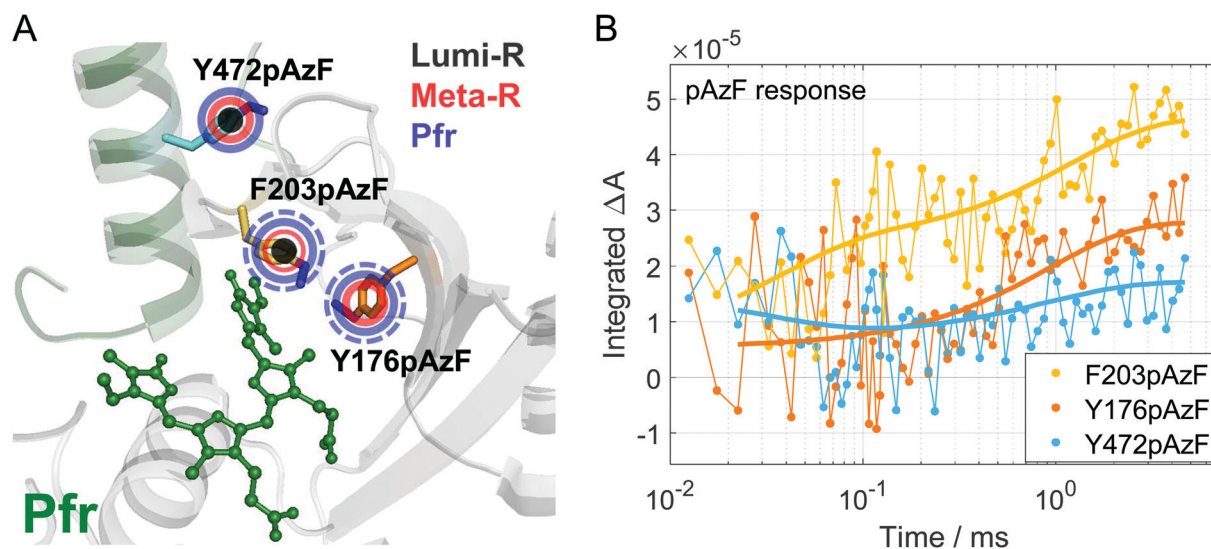 A
Y472pAzF
Lumi-R
Meta-R
Pfr
F203pAzF
Y176pAzF
Pfr
B
×10⁻⁵
pAzF response
Integrated ΔA
5
4
3
2
1
0
-1
F203pAzF
Y176pAzF
Y472pAzF
10⁻² 10⁻¹ 10⁰
Time / ms